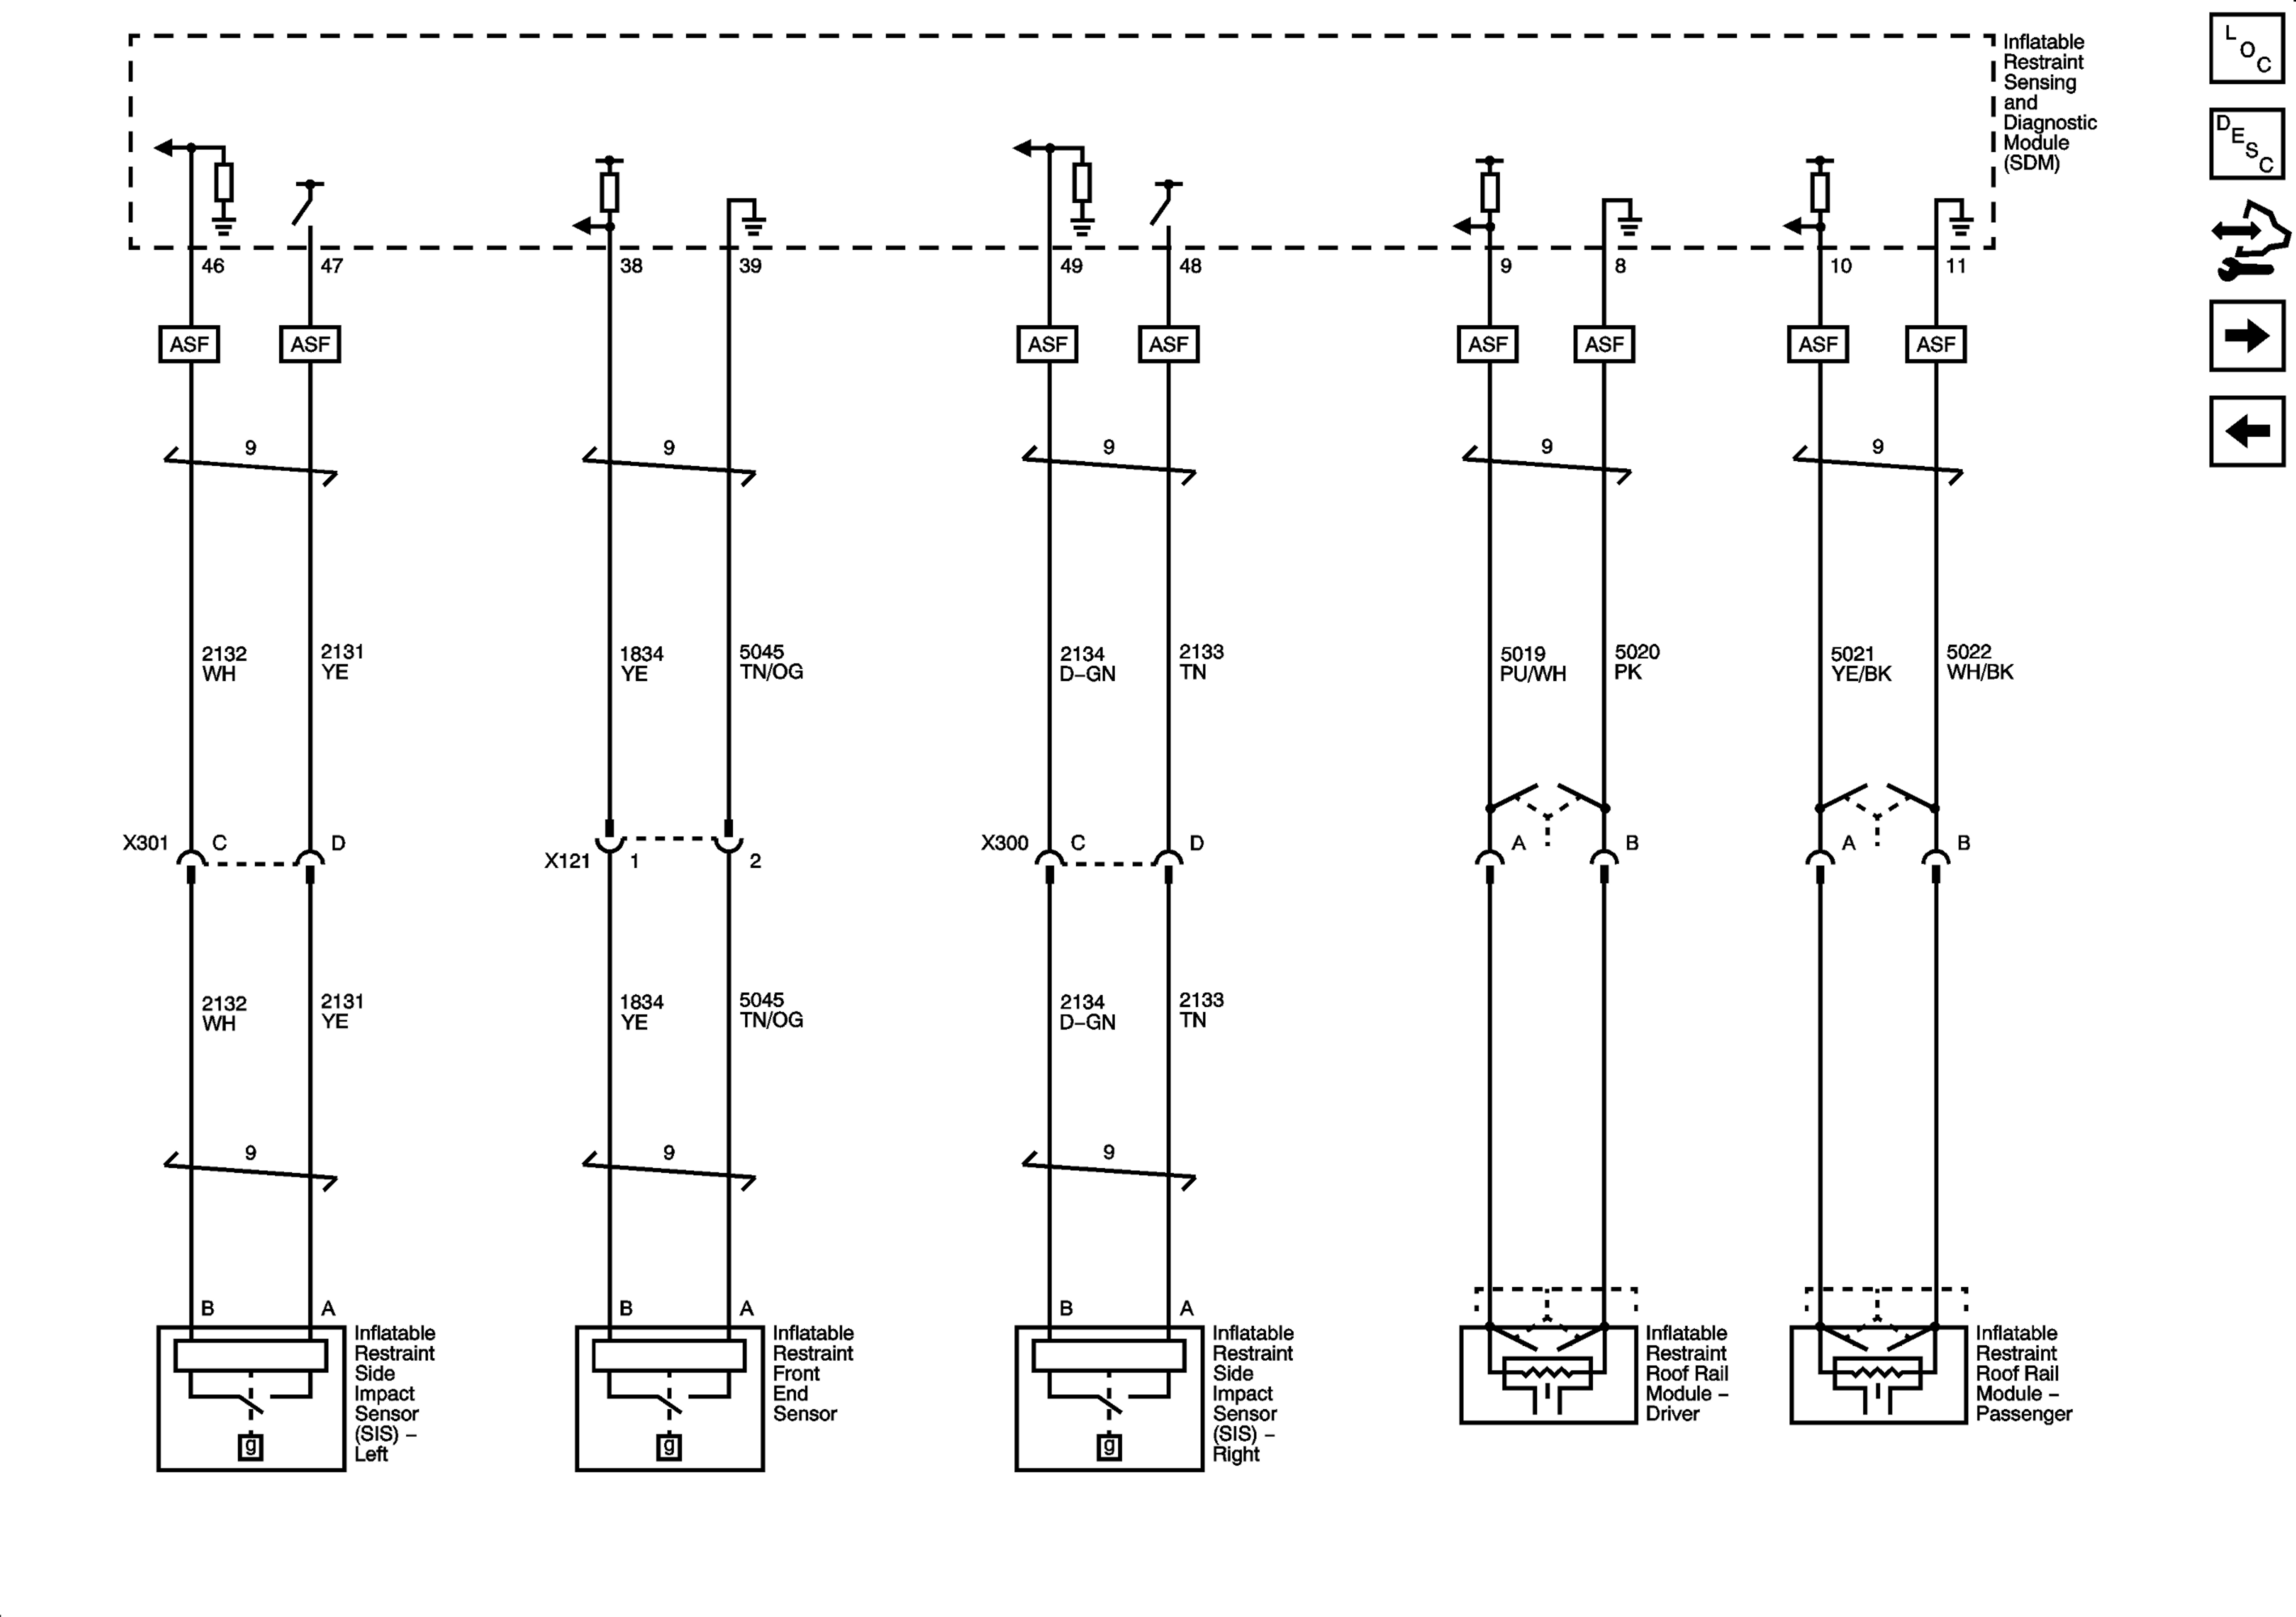 Inflatable
Restraint
Sensing
and
Diagnostic
Module
(SDM)
L
O
C
D
E
S
C
46 47 38 39 49 48 9 8 10 11
ASF ASF ASF ASF ASF ASF ASF ASF
9 9 9 9 9
2132 2131 1834 5045 2134 2133 5019 5020 5021 5022
WH YE YE TN/OG D–GN TN PU/WH PK YE/BK WH/BK
X301 C D X121 1 2 X300 C D A B A B
2132 2131 1834 5045 2134 2133
WH YE YE TN/OG D–GN TN
9 9 9
B A B A B A
Inflatable
Restraint
Side
Impact
Sensor
(SIS) –
Left
g
Inflatable
Restraint
Front
End
Sensor
g
Inflatable
Restraint
Side
Impact
Sensor
(SIS) –
Right
g
Inflatable
Restraint
Roof Rail
Module –
Driver
Inflatable
Restraint
Roof Rail
Module –
Passenger